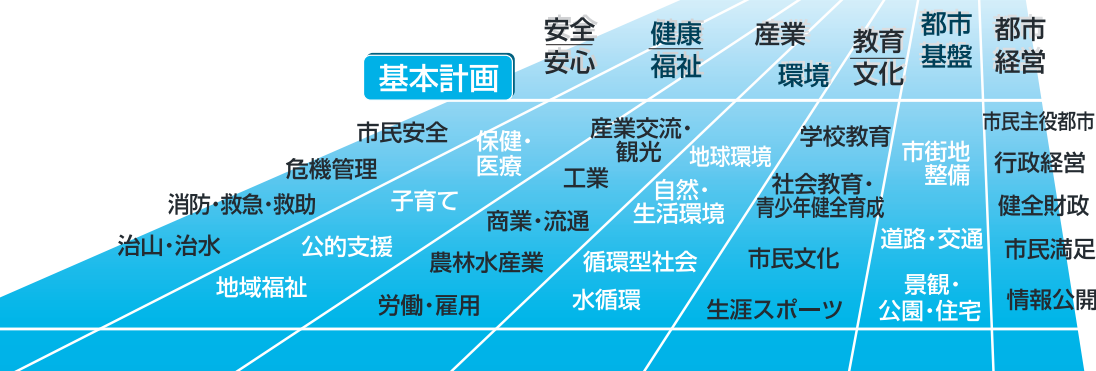 基本計画
安全
安心
健康
福祉
産業
環境
教育
文化
都市
基盤
都市
経営
市民安全
危機管理
消防・救急・救助
治山・治水
保健・
医療
子育て
公的支援
地域福祉
産業交流・
観光
工業
商業・流通
農林水産業
労働・雇用
地球環境
自然・
生活環境
循環型社会
水循環
学校教育
社会教育・
青少年健全育成
市民文化
生涯スポーツ
市街地
整備
道路・交通
景観・
公園・住宅
市民主役都市
行政経営
健全財政
市民満足
情報公開